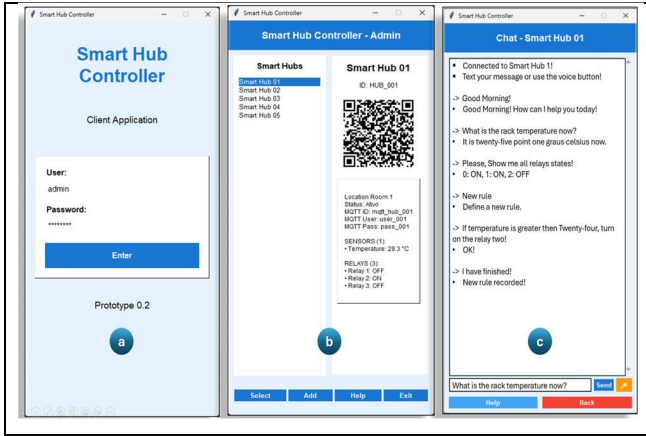 Smart Hub Controller
Smart Hub
Controller
Client Application
User:
admin
Password:
********
Enter
Prototype 0.2
a
Smart Hub Controller
Smart Hub Controller - Admin
Smart Hubs
Smart Hub 01
Smart Hub 02
Smart Hub 03
Smart Hub 04
Smart Hub 05
Smart Hub 01
ID: HUB_001
Location Room 1
Status: Ativo
MQTT ID: mqtt_hub_001
MQTT User: user_001
MQTT Pass: pass_001
SENSORS (1):
• Temperature: 29.3 °C
RELAYS (3):
• Relay 1: OFF
• Relay 2: ON
• Relay 3: OFF
b
Select
Add
Help
Exit
Smart Hub Controller
Chat - Smart Hub 01
▪ Connected to Smart Hub 1!
▪ Text your message or use the voice button!
-> Good Morning!
• Good Morning! How can I help you today!
-> What is the rack temperature now?
• It is twenty-five point one graus celsius now.
-> Please, Show me all relays states!
• 0: ON, 1: ON, 2: OFF
-> New rule
• Define a new rule.
-> If temperature is greater then Twenty-four, turn
on the relay two!
• OK!
-> I have finished!
• New rule recorded!
c
What is the rack temperature now?
Send
Help
Back